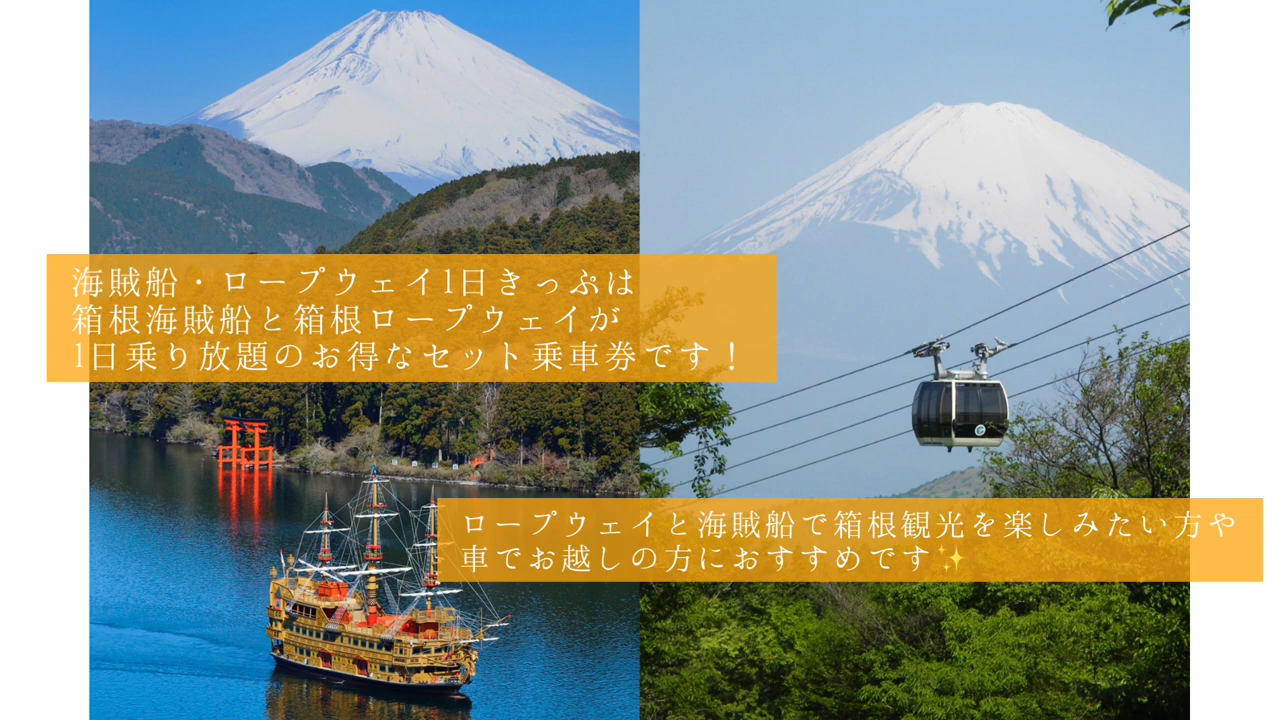 海賊船・ロープウェイ1日きっぷは
箱根海賊船と箱根ロープウェイが
1日乗り放題のお得なセット乗車券です！
ロープウェイと海賊船で箱根観光を楽しみたい方や
車でお越しの方におすすめです✨